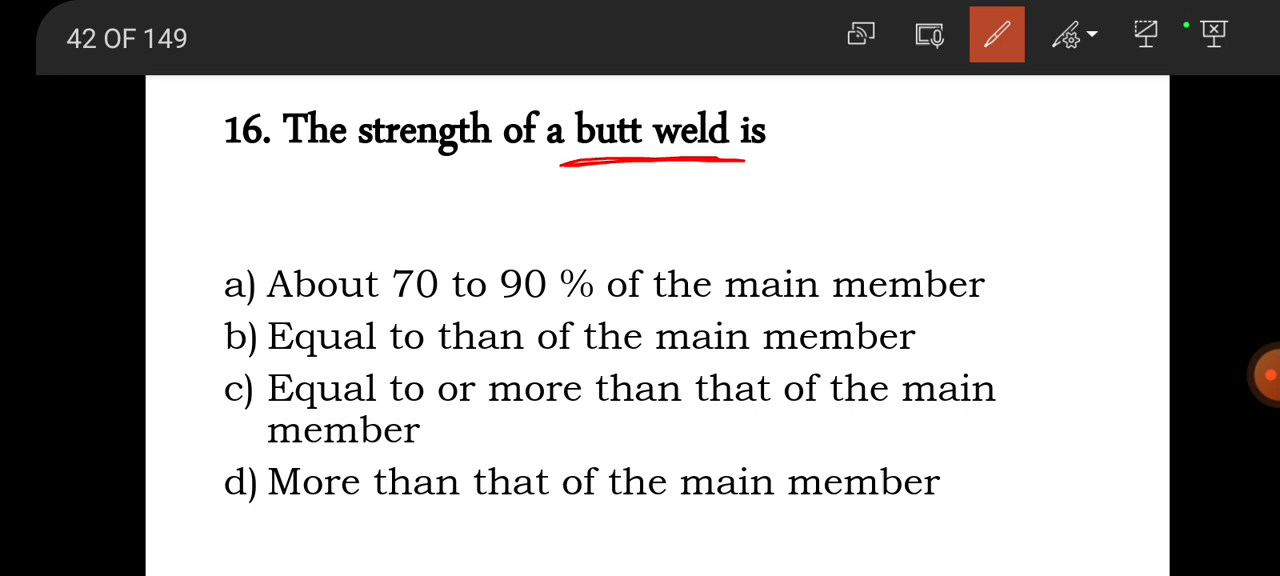 42 OF 149
16. The strength of a butt weld is
a) About 70 to 90 % of the main member
b) Equal to than of the main member
c) Equal to or more than that of the main
member
d) More than that of the main member